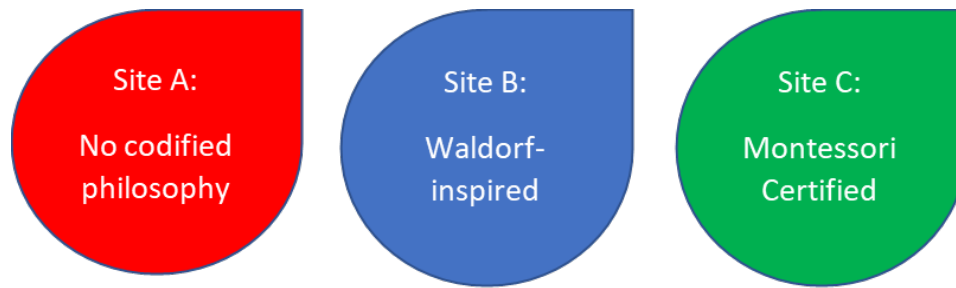 Site A:
No codified
philosophy
Site B:
Waldorf-
inspired
Site C:
Montessori
Certified